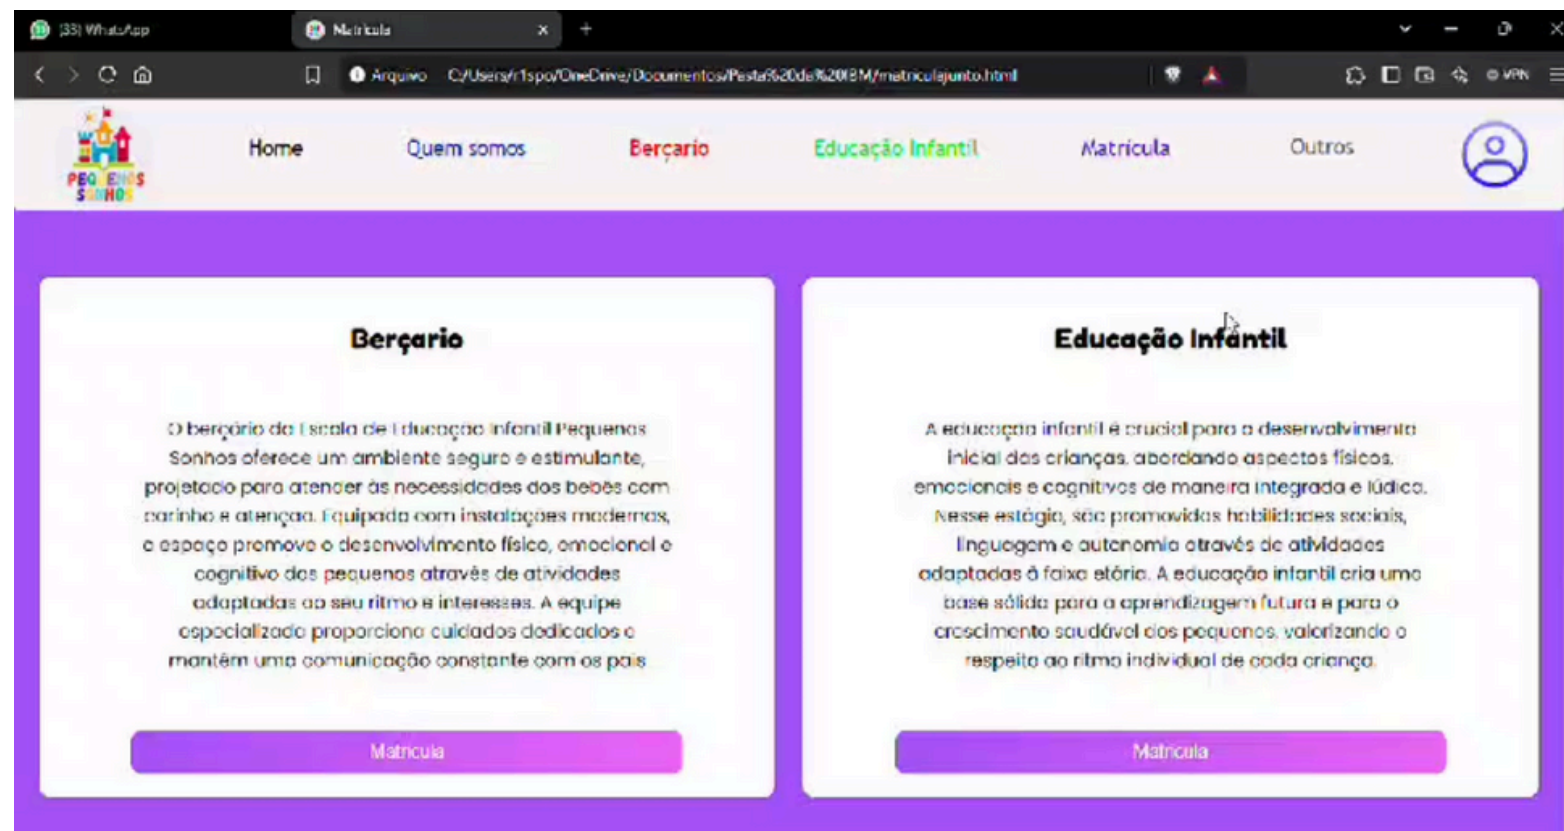 (33) WhatsApp
Matrícula
Arquivo C:/Users/r1spo/OneDrive/Documentos/Pasta%20da%20IBM/matriculajunto.html
VPN
PEQUENOS
SONHOS
Home
Quem somos
Berçario
Educação Infantil
Matrícula
Outros
Berçario
O berçário da Escola de Educação Infantil Pequenos
Sonhos oferece um ambiente seguro e estimulante,
projetado para atender às necessidades dos bebês com
carinho e atenção. Equipado com instalações modernas,
o espaço promove o desenvolvimento físico, emocional e
cognitivo dos pequenos através de atividades
adaptadas ao seu ritmo e interesses. A equipe
especializada proporciona cuidados dedicados e
mantém uma comunicação constante com os pais
Matricula
Educação Infantil
A educação infantil é crucial para o desenvolvimento
inicial das crianças, abordando aspectos físicos,
emocionais e cognitivos de maneira integrada e lúdica.
Nesse estágio, são promovidas habilidades sociais,
linguagem e autonomia através de atividades
adaptadas à faixa etária. A educação infantil cria uma
base sólida para a aprendizagem futura e para o
crescimento saudável dos pequenos, valorizando o
respeito ao ritmo individual de cada criança.
Matricula